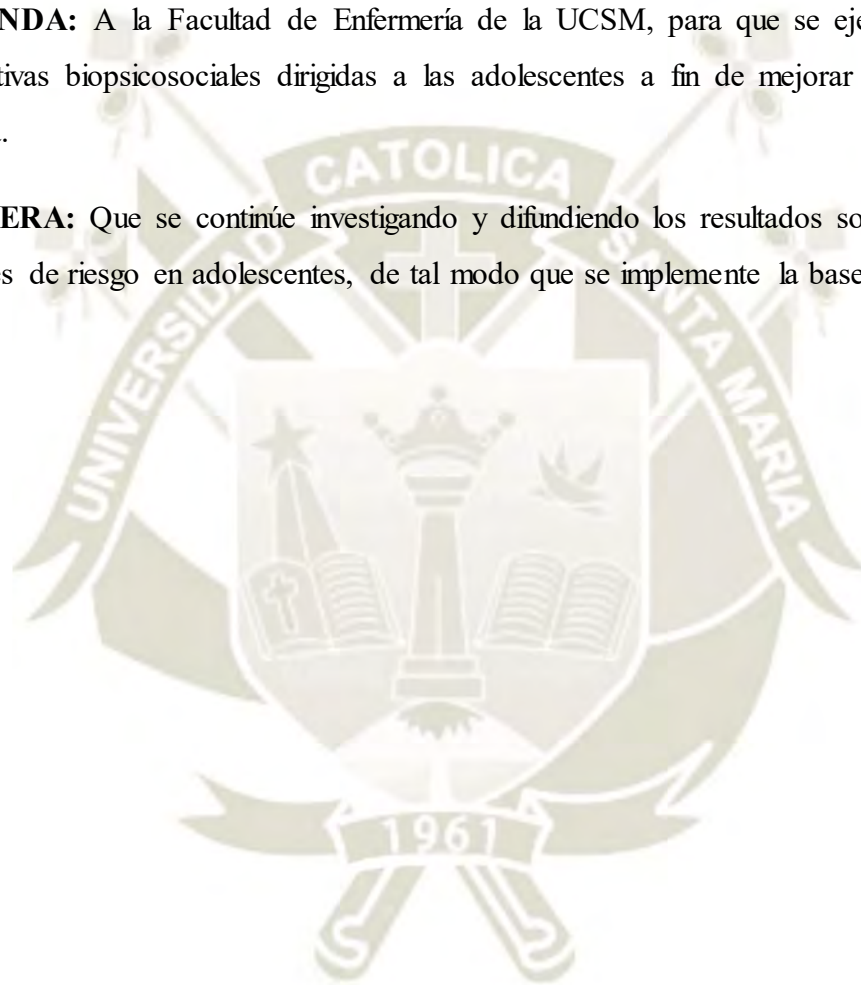 NDA: A la Facultad de Enfermería de la UCSM, para que se eje
tivas biopsicosociales dirigidas a las adolescentes a fin de mejorar
.
ERA: Que se continúe investigando y difundiendo los resultados so
s de riesgo en adolescentes, de tal modo que se implemente la base
UNIVERSIDAD CATOLICA SANTA MARIA
1961